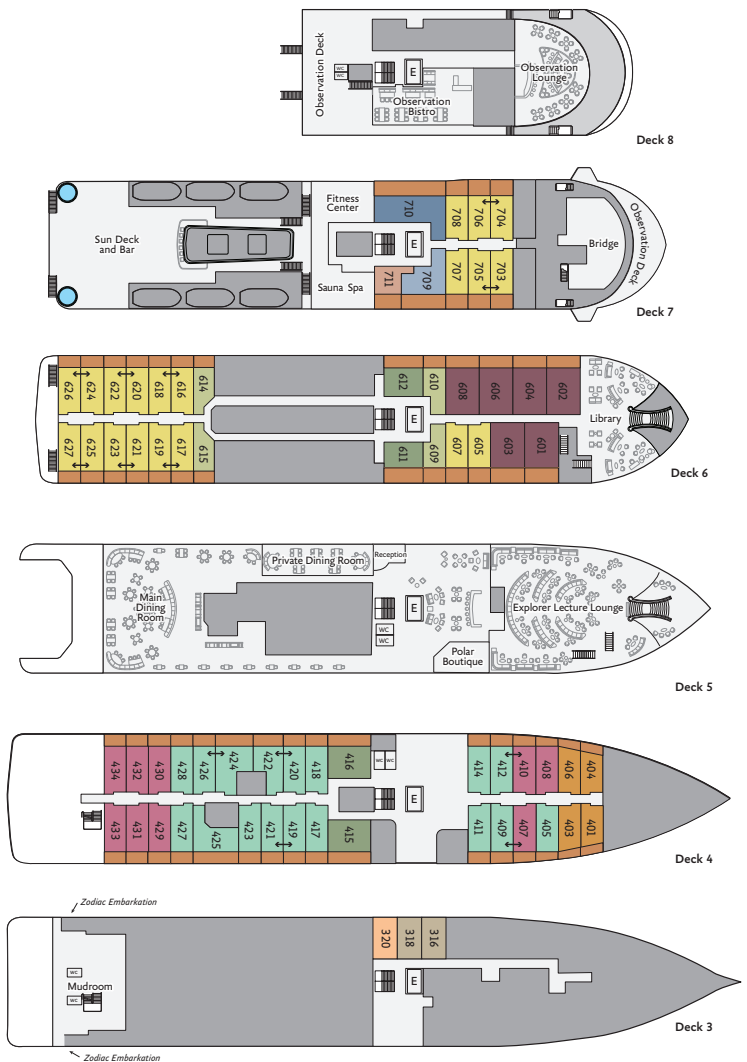 Observation Deck
WC
WC
E
Observation
Bistro
Observation
Lounge
Deck 8
Sun Deck
and Bar
Fitness
Center
Sauna Spa
710
711
709
E
708
706
704
707
705
703
Bridge
Observation Deck
Deck 7
626
624
622
620
618
616
614
627
625
623
621
619
617
615
612
610
608
606
604
602
E
611
609
607
605
603
601
Library
Deck 6
Main
Dining
Room
Private Dining Room
Reception
E
WC
WC
Polar
Boutique
Explorer Lecture Lounge
Deck 5
434
432
430
428
426
424
422
420
418
416
WC
WC
414
412
410
408
406
404
E
433
431
429
427
425
423
421
419
417
415
411
409
407
405
403
401
Deck 4
Zodiac Embarkation
320
318
316
WC
Mudroom
WC
E
Deck 3
Zodiac Embarkation